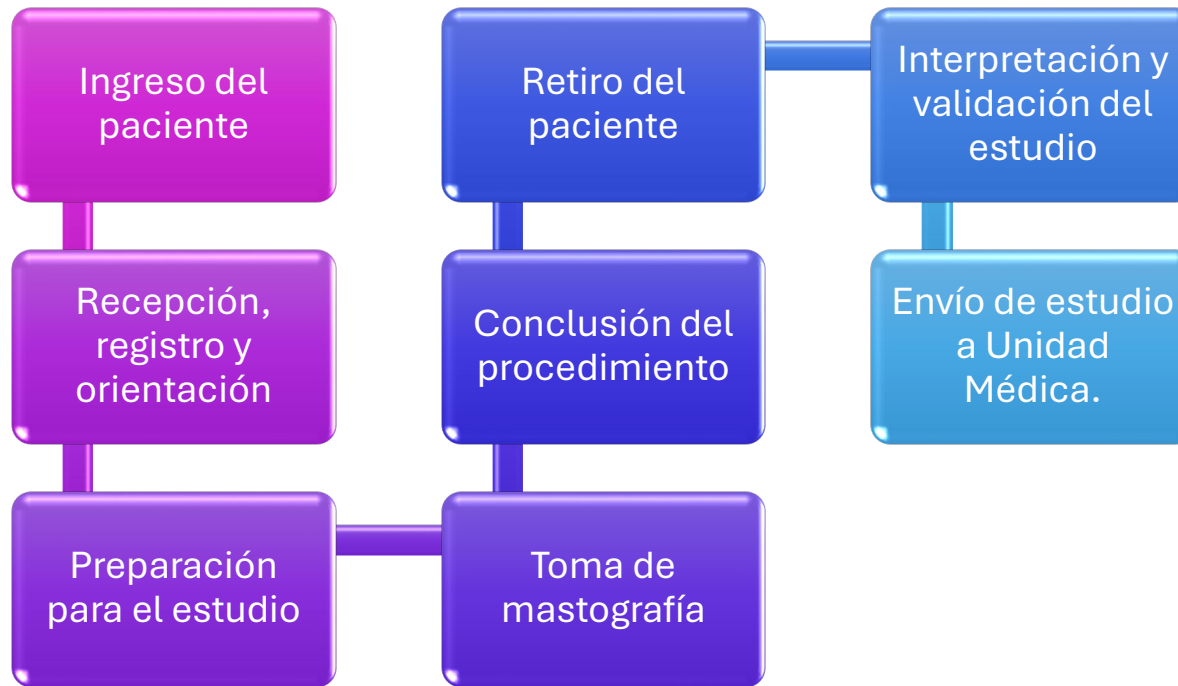 Ingreso del
paciente
Recepción,
registro y
orientación
Preparación
para el estudio
Toma de
mastografía
Conclusión del
procedimiento
Retiro del
paciente
Interpretación y
validación del
estudio
Envío de estudio
a Unidad
Médica.